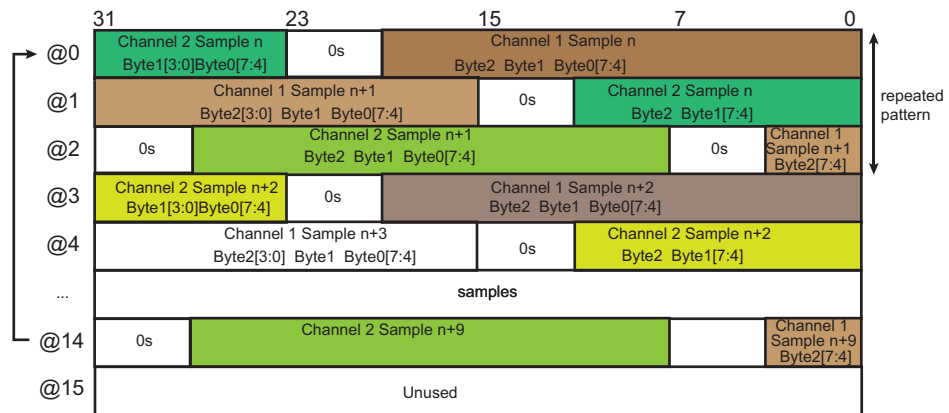 31 23 15 7 0
@0 Channel 2 Sample n 0s Channel 1 Sample n
Byte1[3:0]Byte0[7:4] Byte2 Byte1 Byte0[7:4]
@1 Channel 1 Sample n+1 0s Channel 2 Sample n
Byte2[3:0] Byte1 Byte0[7:4] Byte2 Byte1[7:4]
repeated
pattern
@2 0s Channel 2 Sample n+1 0s Channel 1
Byte2 Byte1 Byte0[7:4] Sample n+1
Byte2[7:4]
@3 Channel 2 Sample n+2 0s Channel 1 Sample n+2
Byte1[3:0]Byte0[7:4] Byte2 Byte1 Byte0[7:4]
@4 Channel 1 Sample n+3 0s Channel 2 Sample n+2
Byte2[3:0] Byte1 Byte0[7:4] Byte2 Byte1[7:4]
... samples
@14 0s Channel 2 Sample n+9 Channel 1
Sample n+9
Byte2[7:4]
@15 Unused